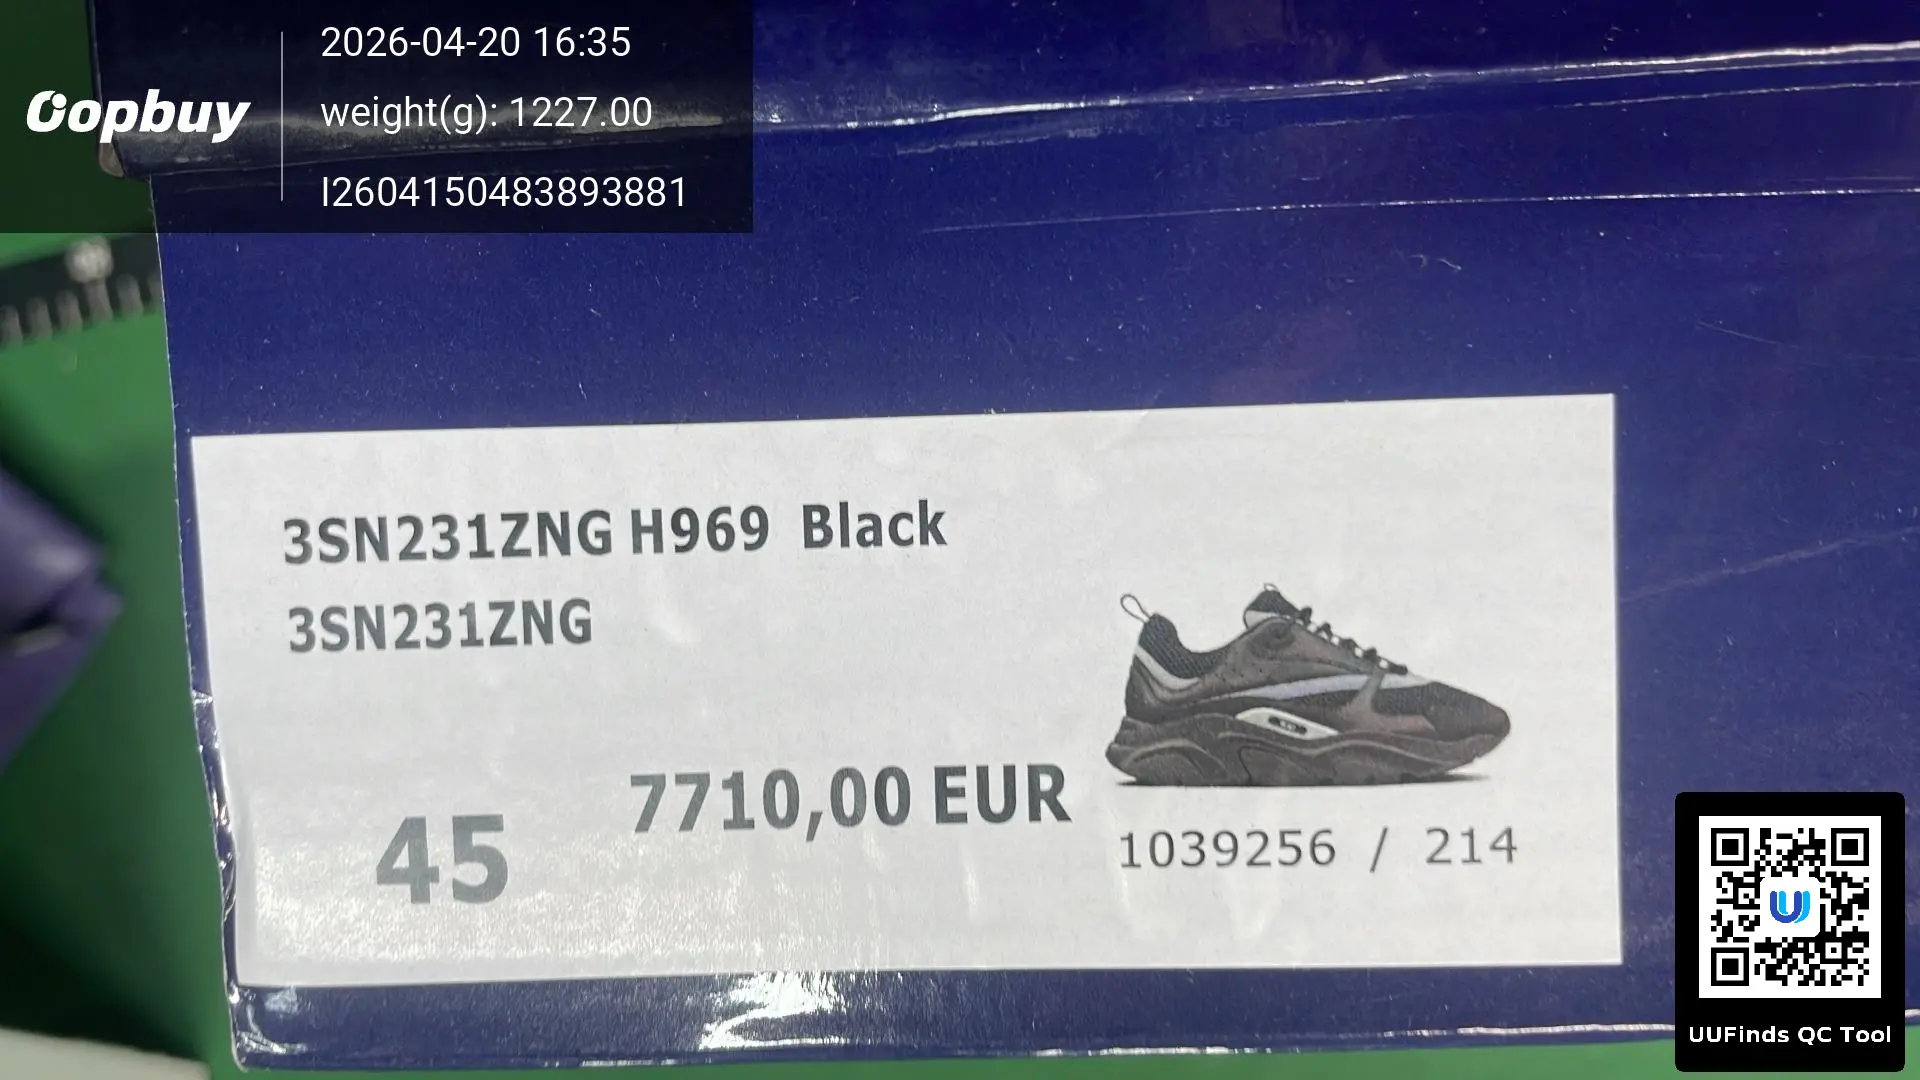 Oopbuy
2026-04-20 16:35
weight(g): 1227.00
I2604150483893881
3SN231ZNG H969 Black
3SN231ZNG
45
7710,00 EUR
1039256 / 214
UUFinds QC Tool